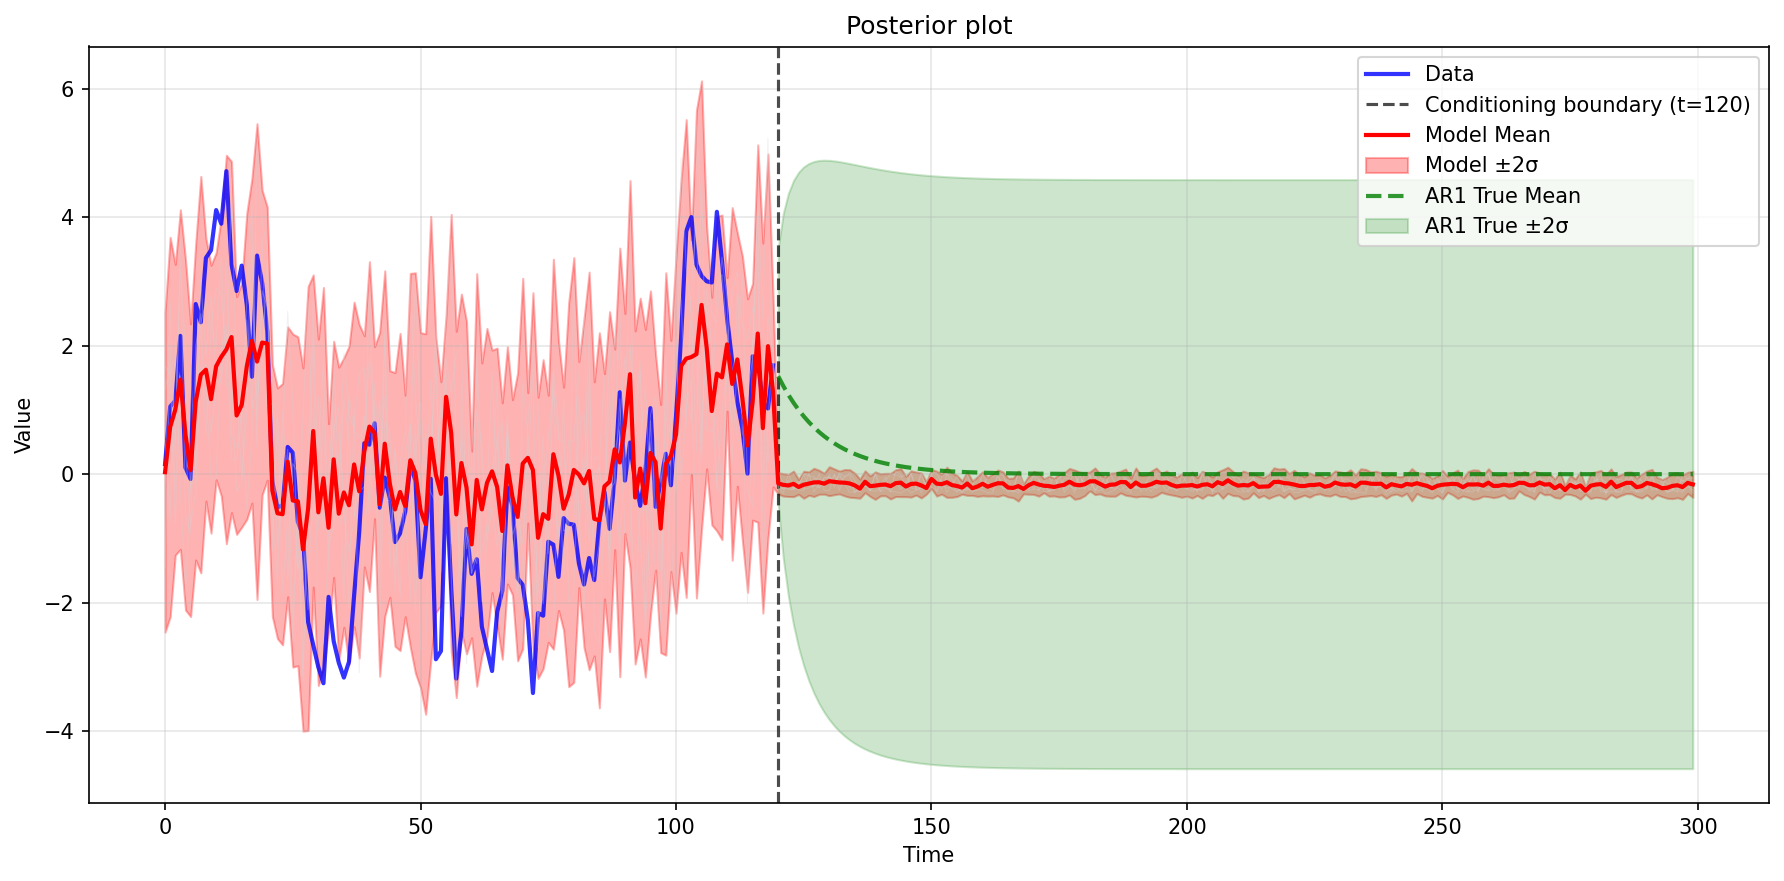 Posterior plot
Data
Conditioning boundary (t=120)
Model Mean
Model ±2σ
AR1 True Mean
AR1 True ±2σ
Value
6
4
2
0
−2
−4
0
50
100
150
200
250
300
Time